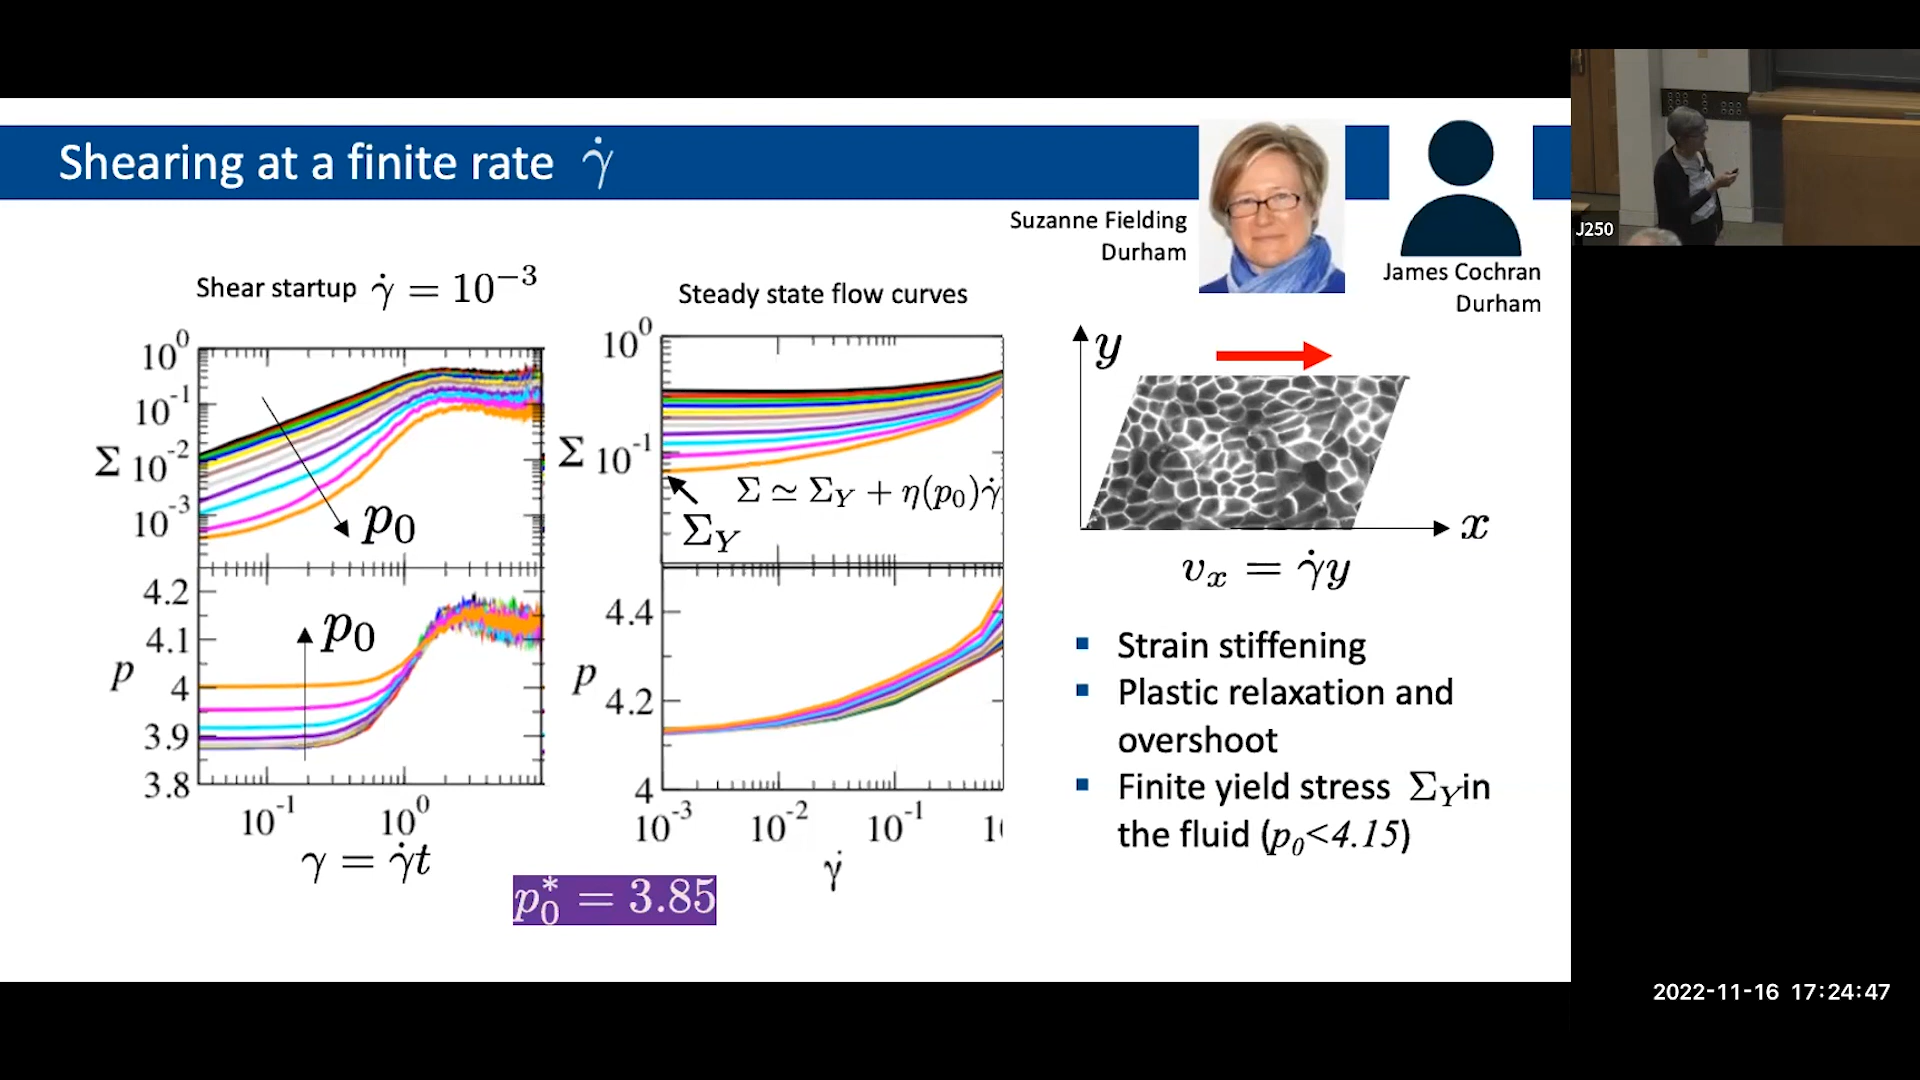 Shearing at a finite rate γ̇
Suzanne Fielding
Durham
James Cochran
Durham
J250
Shear startup γ̇ = 10⁻³
Steady state flow curves
10⁰
10⁻¹
Σ 10⁻²
10⁻³
p₀
4.2
4.1
p 4
3.9
3.8
p₀
10⁻¹ 10⁰
γ = γ̇t
10⁰
Σ 10⁻¹
Σ ≃ Σ_Y + η(p₀)γ̇
Σ_Y
4.4
p
4.2
4
10⁻³ 10⁻² 10⁻¹ 1
γ̇
p₀* = 3.85
y
x
vₓ = γ̇y
▪ Strain stiffening
▪ Plastic relaxation and
overshoot
▪ Finite yield stress Σ_Y in
the fluid (p₀<4.15)
2022-11-16 17:24:47